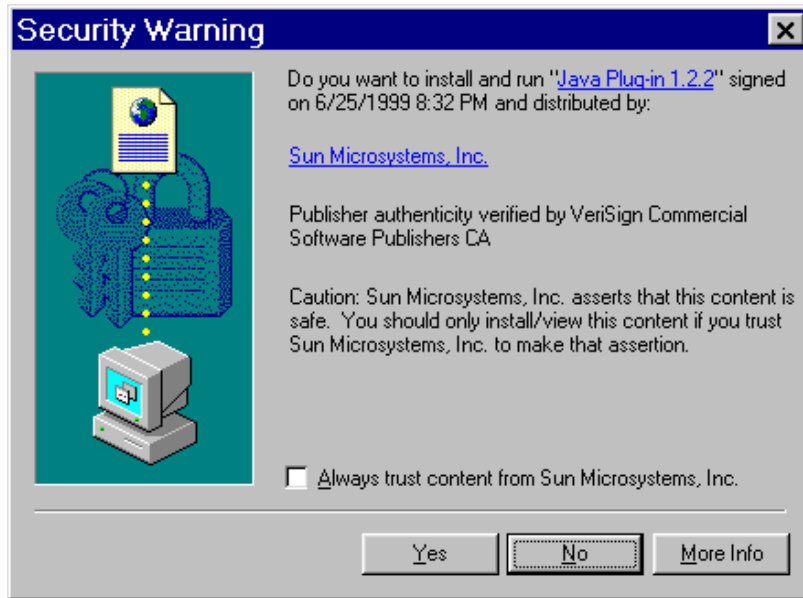 Security Warning
Do you want to install and run "Java Plug-in 1.2.2" signed
on 6/25/1999 8:32 PM and distributed by:
Sun Microsystems, Inc.
Publisher authenticity verified by VeriSign Commercial
Software Publishers CA
Caution: Sun Microsystems, Inc. asserts that this content is
safe.  You should only install/view this content if you trust
Sun Microsystems, Inc. to make that assertion.
Always trust content from Sun Microsystems, Inc.
Yes No More Info